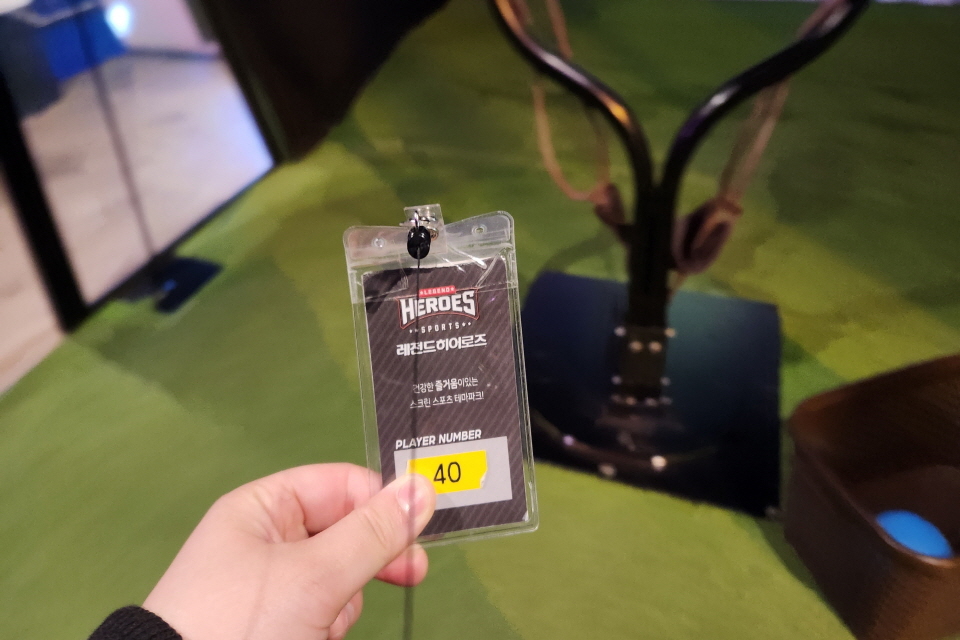 LEGEND
HEROES
SPORTS
레전드히어로즈
건강한 즐거움이있는
스크린 스포츠 테마파크!
PLAYER NUMBER
40